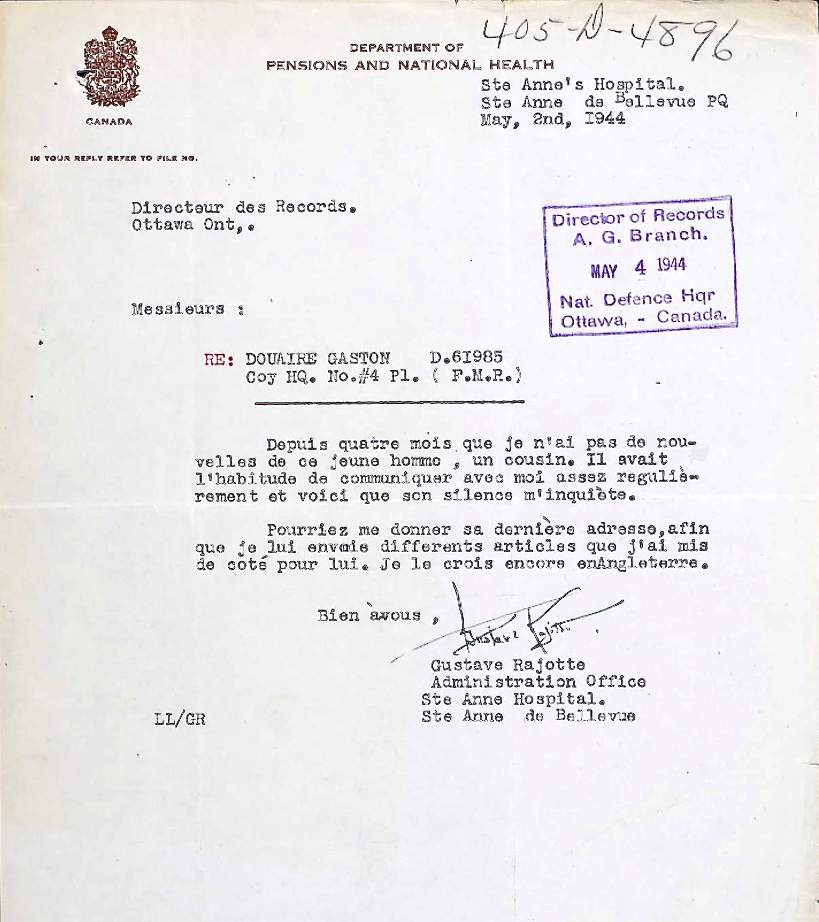 405-D-4896
DEPARTMENT OF
PENSIONS AND NATIONAL HEALTH
CANADA
Ste Anne's Hospital.
Ste Anne de Bellevue PQ
May, 2nd, I944
IN YOUR REPLY REFER TO FILE NO.
Directeur des Records.
Ottawa Ont,.
Director of Records
A. G. Branch.
MAY 4 1944
Nat. Defence Hqr
Ottawa, - Canada.
Messieurs :
RE: DOUAIRE GASTON D.6I985
Coy HQ. No.#4 Pl. ( F.M.R.)
Depuis quatre mois que je n'ai pas de nou-
velles de ce jeune homme , un cousin. Il avait
l'habitude de communiquer avec moi assez reguliè-
rement et voici que son silence m'inquiète.
Pourriez me donner sa dernière adresse,afin
que je lui envoie differents articles que j'ai mis
de coté pour lui. Je le crois encore enAngleterre.
Bien àvous ,
Gustave Rajotte
Gustave Rajotte
Administration Office
Ste Anne Hospital.
Ste Anne de Bellevue
LL/GR